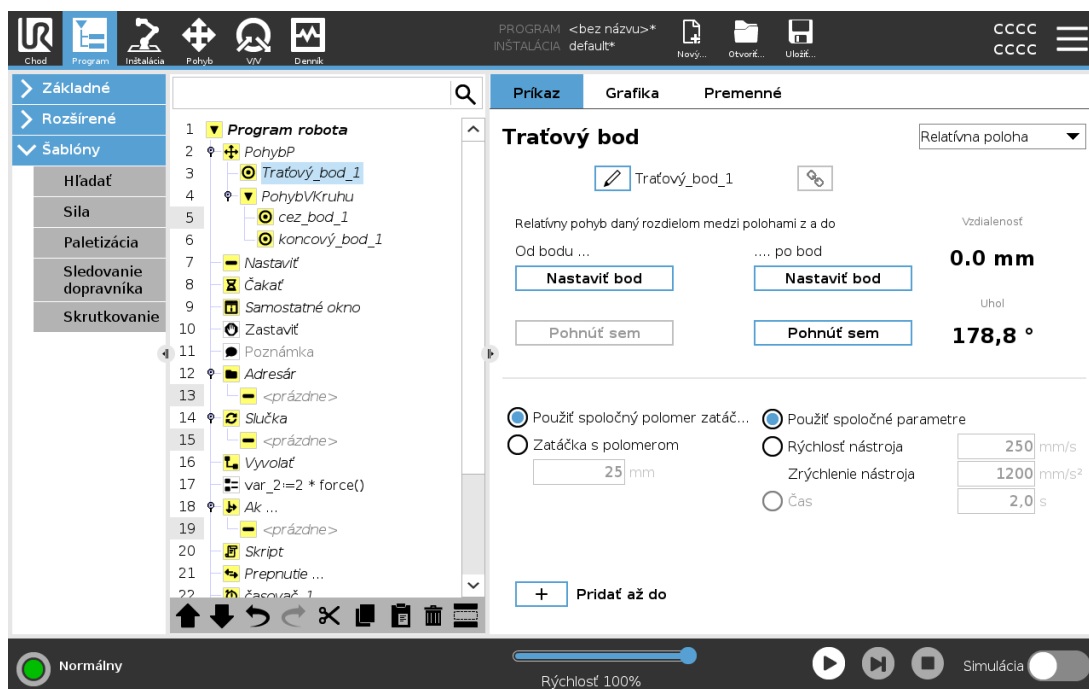 UR
Chod
Program
Inštalácia
Pohyb
V/V
Denník
PROGRAM <bez názvu>*
INŠTALÁCIA default*
Nový...
Otvoriť...
Uložiť...
CCCC
CCCC
Základné
Rozšírené
Šablóny
Hľadať
Sila
Paletizácia
Sledovanie
dopravníka
Skrutkovanie
1 Program robota
2 PohybP
3 Traťový_bod_1
4 PohybVKruhu
5 cez_bod_1
6 koncový_bod_1
7 Nastaviť
8 Čakať
9 Samostatné okno
10 Zastaviť
11 Poznámka
12 Adresár
13 <prázdne>
14 Slučka
15 <prázdne>
16 Vyvolať
17 var_2:=2 * force()
18 Ak ...
19 <prázdne>
20 Skript
21 Prepnutie ...
22 časovač_1
Príkaz
Grafika
Premenné
Traťový bod
Relatívna poloha
Traťový_bod_1
Relatívny pohyb daný rozdielom medzi polohami z a do
Vzdialenosť
Od bodu ...
.... po bod
0.0 mm
Nastaviť bod
Nastaviť bod
Uhol
Pohnúť sem
Pohnúť sem
178,8 °
Použiť spoločný polomer zatáč...
Použiť spoločné parametre
Zatáčka s polomerom
Rýchlosť nástroja
250 mm/s
25 mm
Zrýchlenie nástroja
1200 mm/s²
Čas
2,0 s
+ Pridať až do
Normálny
Rýchlosť 100%
Simulácia